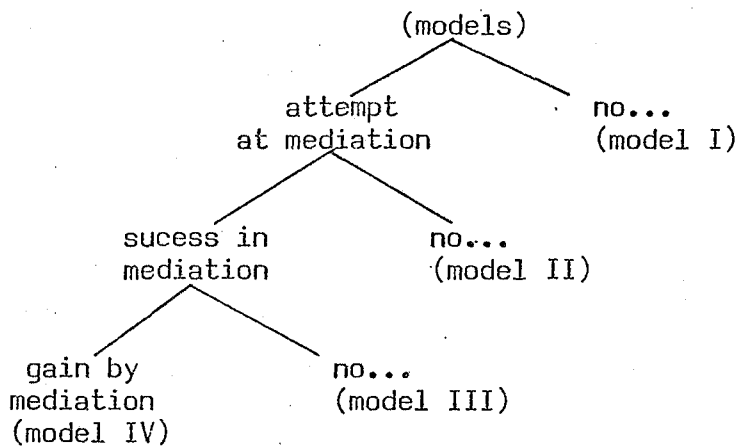 (models)
attempt
at mediation
no...
(model I)
sucess in
mediation
no...
(model II)
gain by
mediation
(model IV)
no...
(model III)